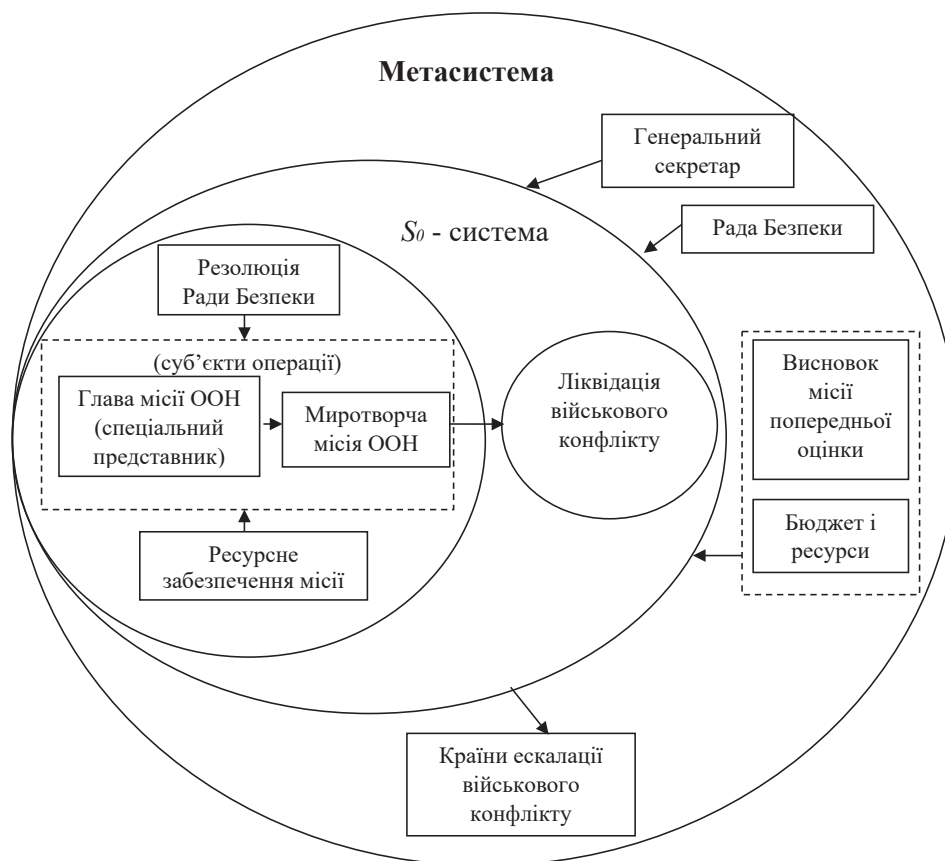 Метасистема
Генеральний
секретар
S0 - система
Рада Безпеки
Резолюція
Ради Безпеки
(суб’єкти операції)
Глава місії ООН
(спеціальний
представник)
Миротворча
місія ООН
Ліквідація
військового
конфлікту
Висновок
місії
попередньої
оцінки
Бюджет і
ресурси
Ресурсне
забезпечення місії
Країни ескалації
військового
конфлікту